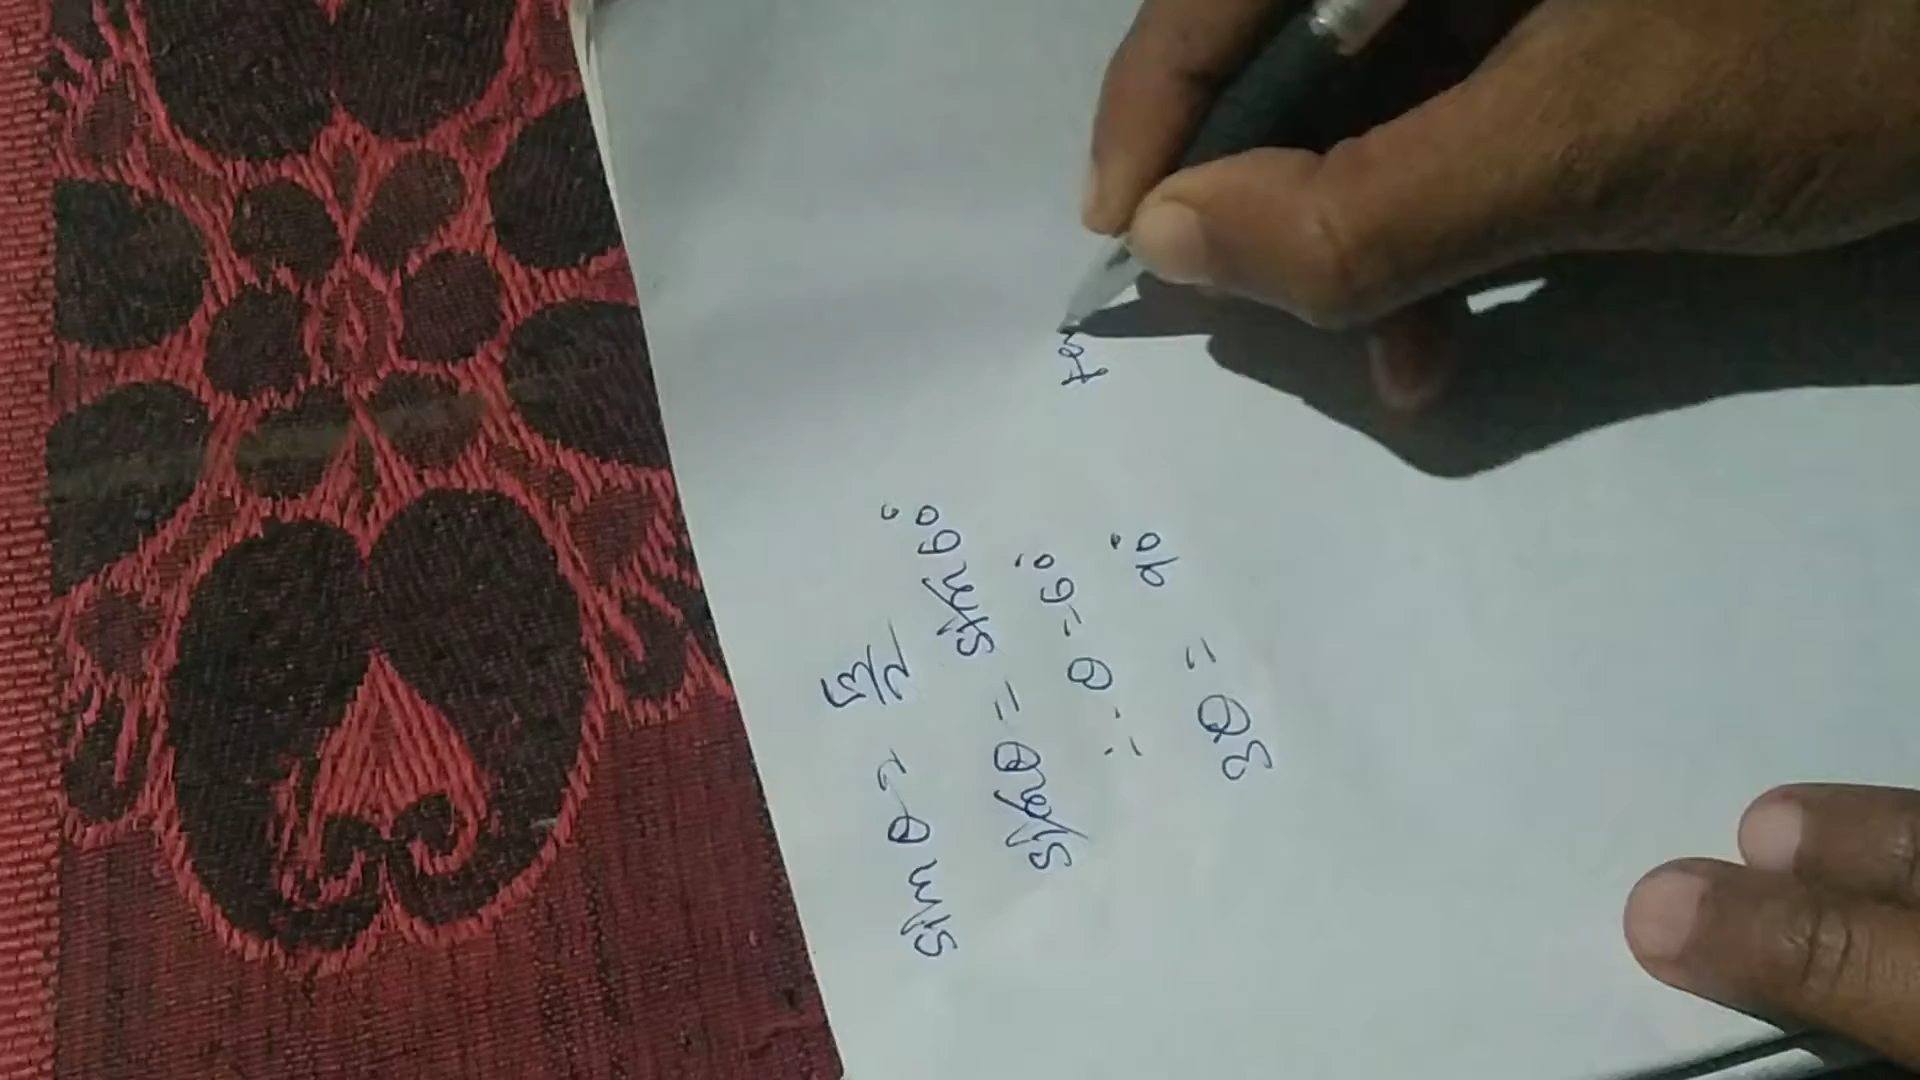 sinθ = √3/2
sinθ = sin60°
∴ θ = 60°
3θ = 90°